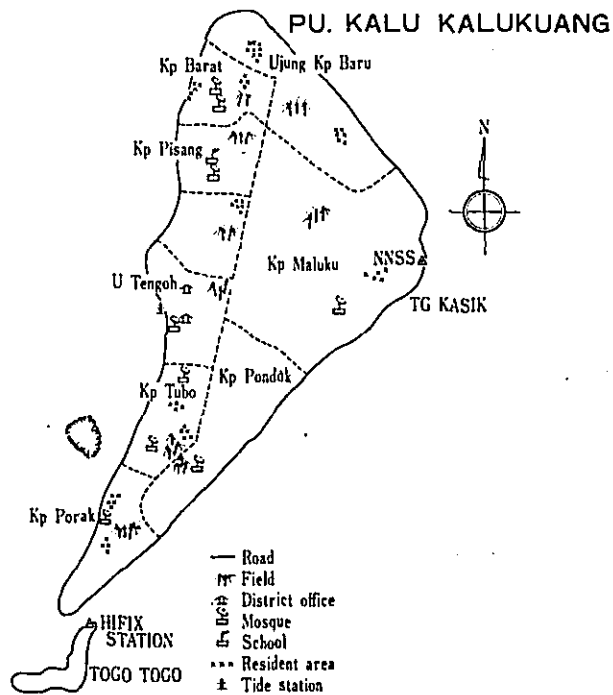 PU. KALU KALUKUANG
Kp Barat
Ujung Kp Baru
Kp Pisang
N
Kp Maluku
NNSS
U Tengoh
TG KASIK
Kp Pondok
Kp Tubo
Kp Porak
HIFIX
STATION
TOGO TOGO
Road
Field
District office
Mosque
School
Resident area
Tide station